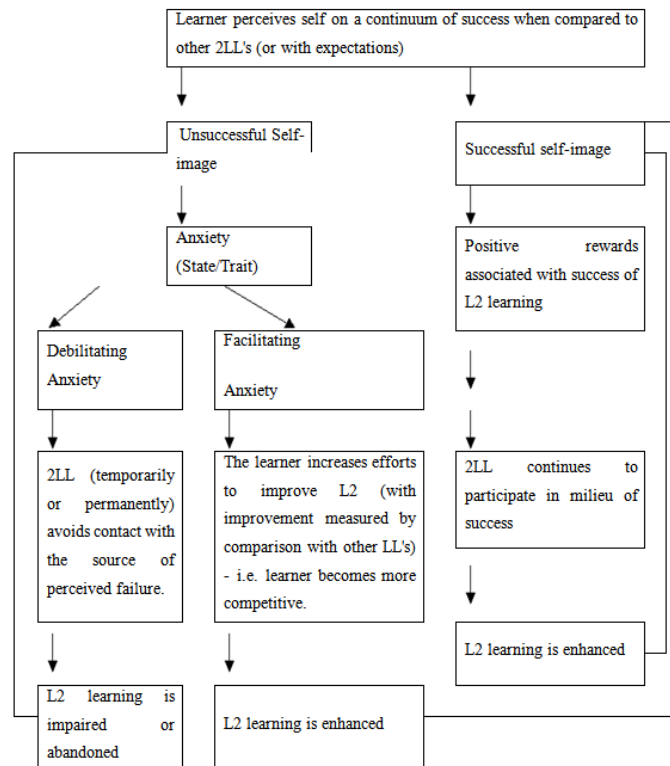 Learner perceives self on a continuum of success when compared to
other 2LL's (or with expectations)
Unsuccessful Self-
image
Successful self-image
Anxiety
(State/Trait)
Positive rewards
associated with success of
L2 learning
Debilitating
Anxiety
Facilitating
Anxiety
2LL (temporarily
or permanently)
avoids contact with
the source of
perceived failure.
The learner increases efforts
to improve L2 (with
improvement measured by
comparison with other LL's)
- i.e. learner becomes more
competitive.
2LL continues to
participate in milieu of
success
L2 learning is enhanced
L2 learning is
impaired or
abandoned
L2 learning is enhanced